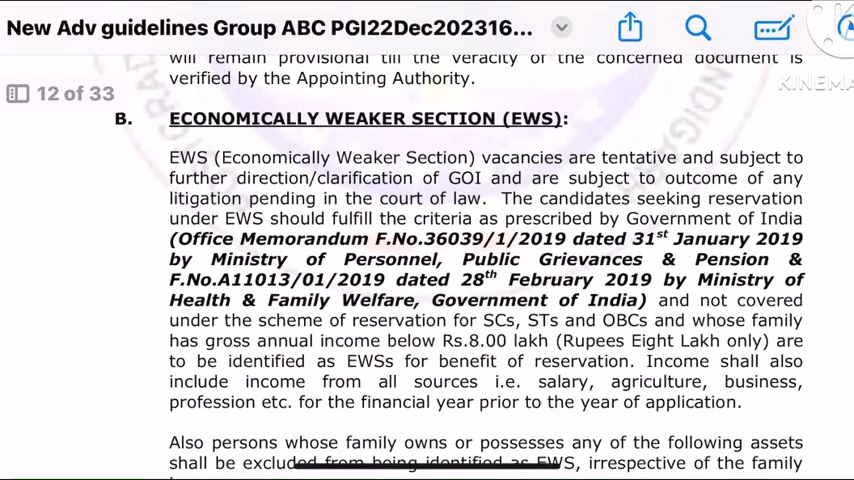 New Adv guidelines Group ABC PGI22Dec202316...
will remain provisional till the veracity of the concerned document is
verified by the Appointing Authority.
12 of 33
KINEMA
B. ECONOMICALLY WEAKER SECTION (EWS):
EWS (Economically Weaker Section) vacancies are tentative and subject to
further direction/clarification of GOI and are subject to outcome of any
litigation pending in the court of law. The candidates seeking reservation
under EWS should fulfill the criteria as prescribed by Government of India
(Office Memorandum F.No.36039/1/2019 dated 31st January 2019
by Ministry of Personnel, Public Grievances & Pension &
F.No.A11013/01/2019 dated 28th February 2019 by Ministry of
Health & Family Welfare, Government of India) and not covered
under the scheme of reservation for SCs, STs and OBCs and whose family
has gross annual income below Rs.8.00 lakh (Rupees Eight Lakh only) are
to be identified as EWSs for benefit of reservation. Income shall also
include income from all sources i.e. salary, agriculture, business,
profession etc. for the financial year prior to the year of application.
Also persons whose family owns or possesses any of the following assets
shall be excluded from being identified as EWS, irrespective of the family